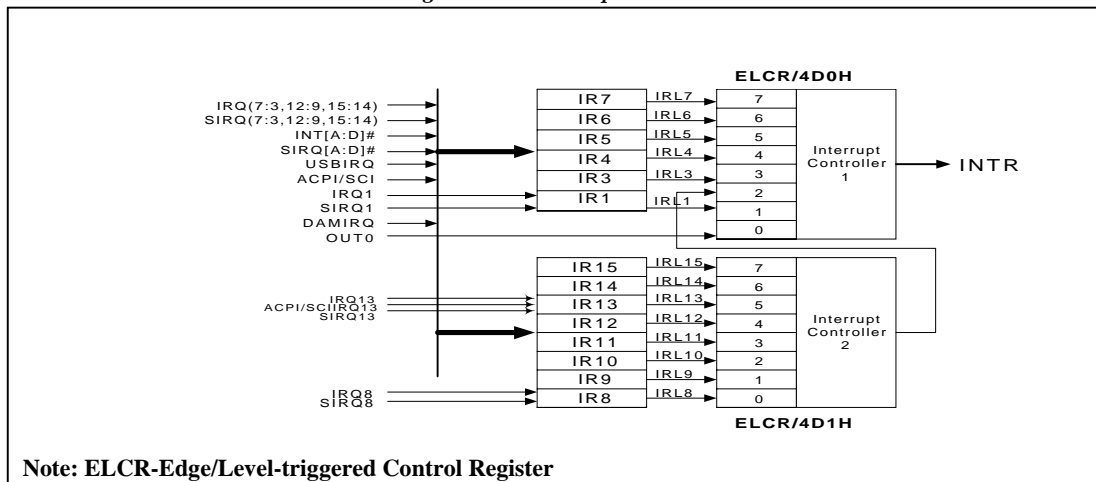 ELCR/4D0H
IRQ(7:3,12:9,15:14)
SIRQ(7:3,12:9,15:14)
INT[A:D]#
SIRQ[A:D]#
USBIRQ
ACPI/SCI
IRQ1
SIRQ1
DAMIRQ
OUT0
IR7
IR6
IR5
IR4
IR3
IR1
IRL7
IRL6
IRL5
IRL4
IRL3
IRL1
7
6
5
4
3
2
1
0
Interrupt
Controller
1
INTR
IRQ13
ACPI/SCIIRQ13
SIRQ13
IRQ8
SIRQ8
IR15
IR14
IR13
IR12
IR11
IR10
IR9
IR8
IRL15
IRL14
IRL13
IRL12
IRL11
IRL10
IRL9
IRL8
7
6
5
4
3
2
1
0
Interrupt
Controller
2
ELCR/4D1H
Note: ELCR-Edge/Level-triggered Control Register